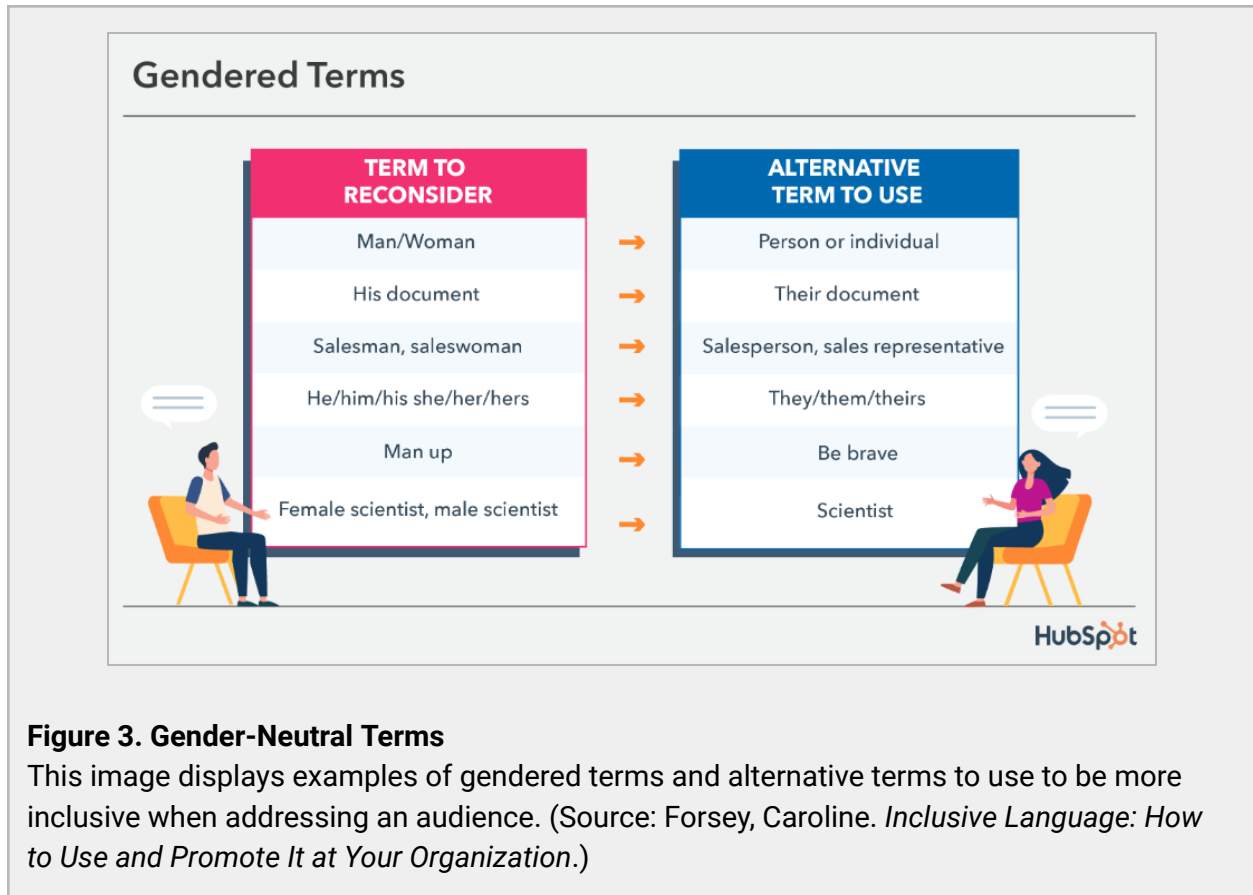 Gendered Terms
TERM TO
RECONSIDER
ALTERNATIVE
TERM TO USE
Man/Woman → Person or individual
His document → Their document
Salesman, saleswoman → Salesperson, sales representative
He/him/his she/her/hers → They/them/theirs
Man up → Be brave
Female scientist, male scientist → Scientist
HubSpot
Figure 3. Gender-Neutral Terms
This image displays examples of gendered terms and alternative terms to use to be more
inclusive when addressing an audience. (Source: Forsey, Caroline. Inclusive Language: How
to Use and Promote It at Your Organization.)